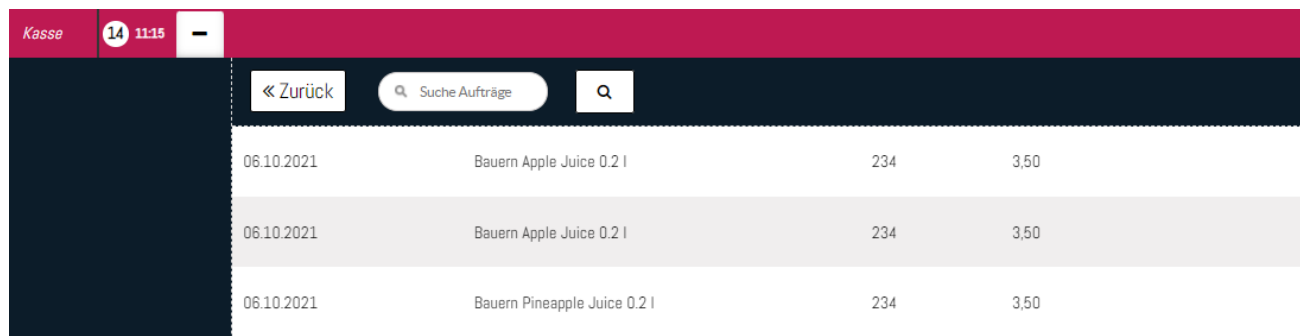 Kasse 14 11:15
« Zurück Suche Aufträge
06.10.2021 Bauern Apple Juice 0.2 l 234 3,50
06.10.2021 Bauern Apple Juice 0.2 l 234 3,50
06.10.2021 Bauern Pineapple Juice 0.2 l 234 3,50